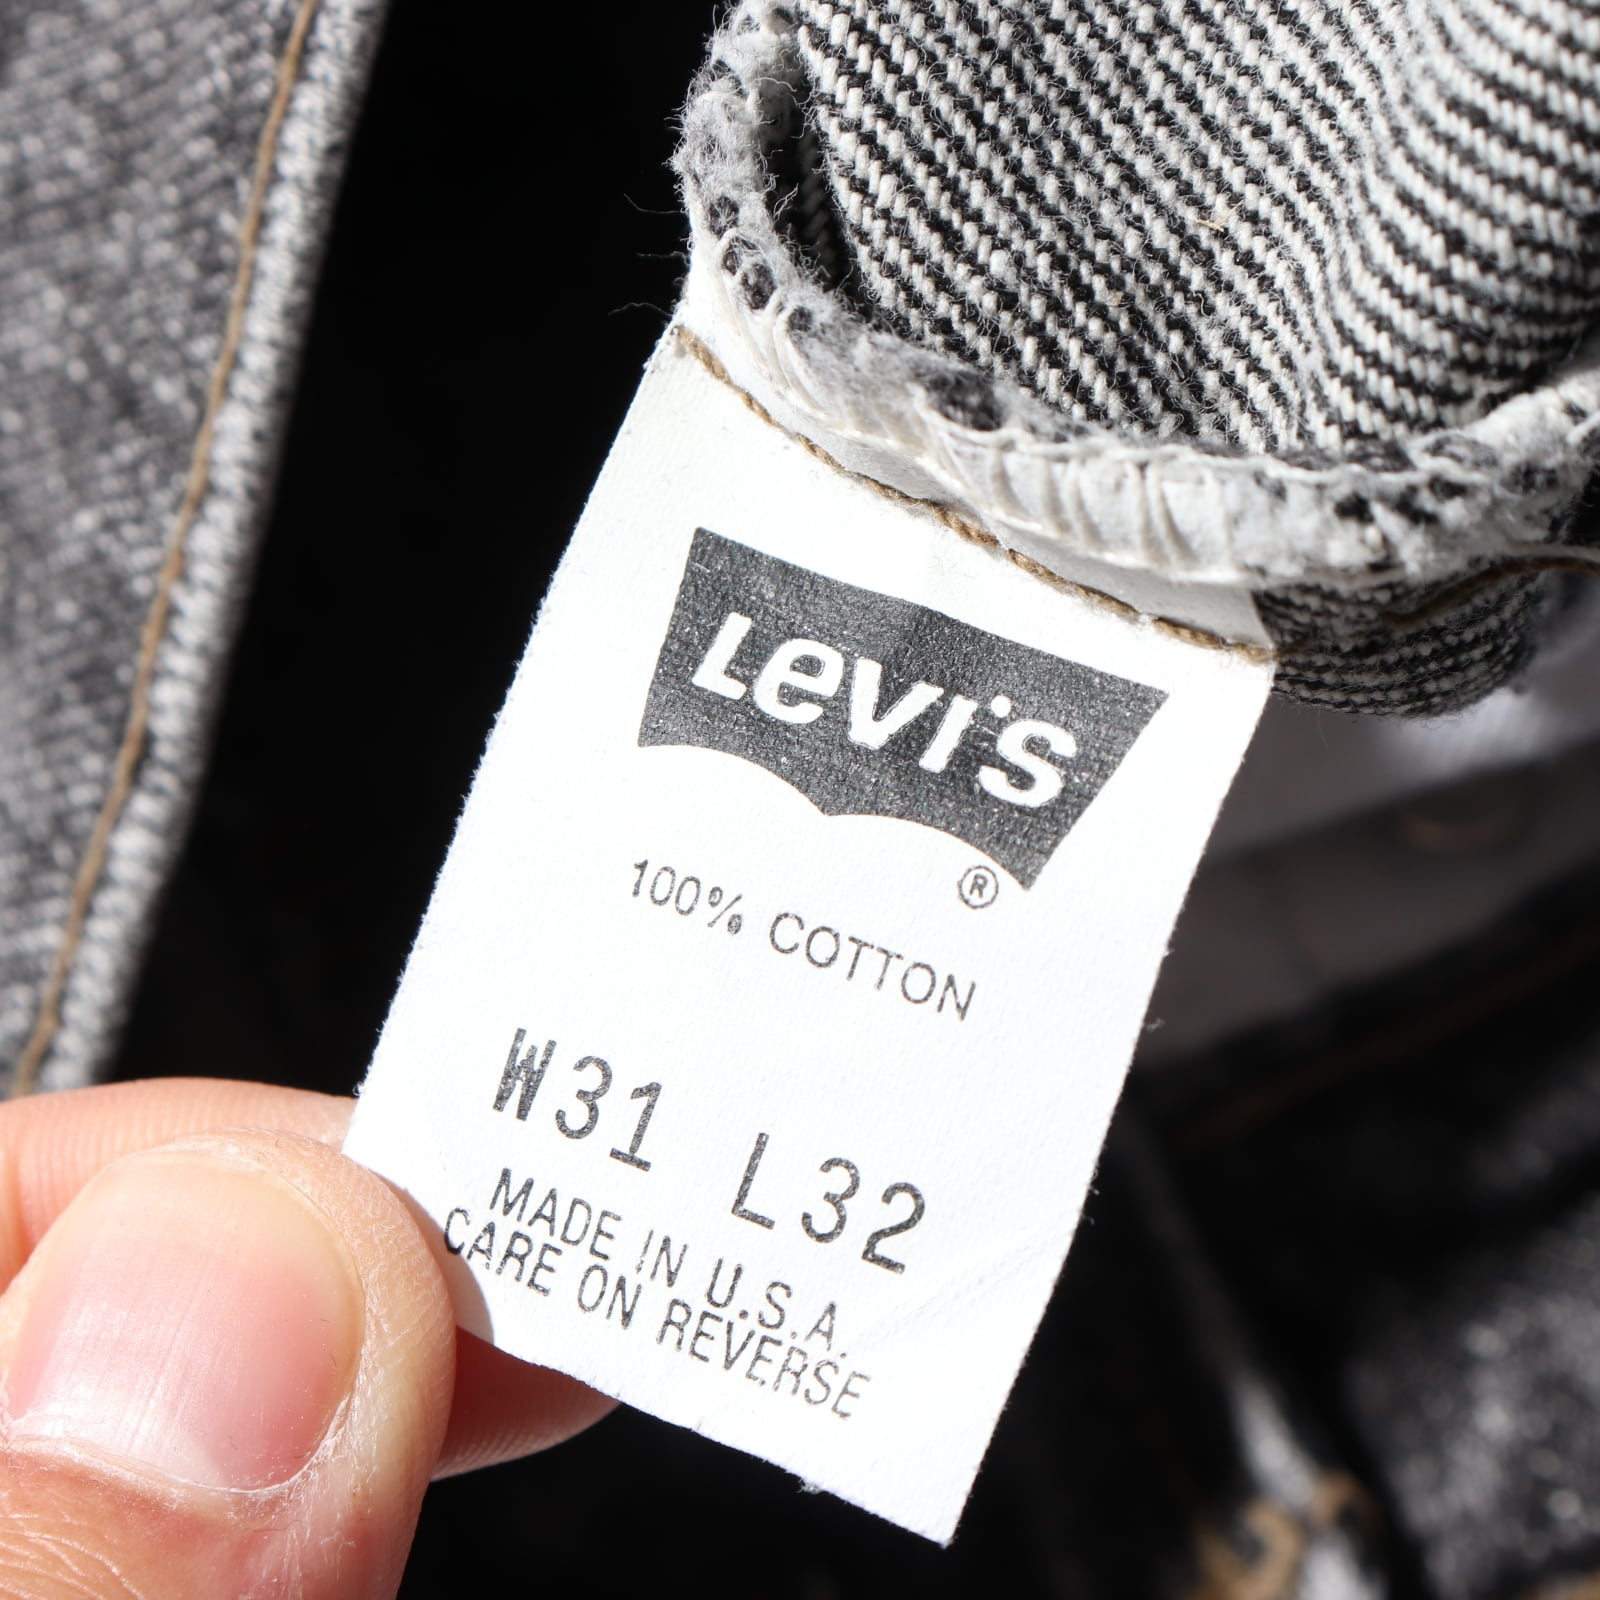 LEVI'S
®
100% COTTON
W31 L32
MADE IN U.S.A.
CARE ON REVERSE